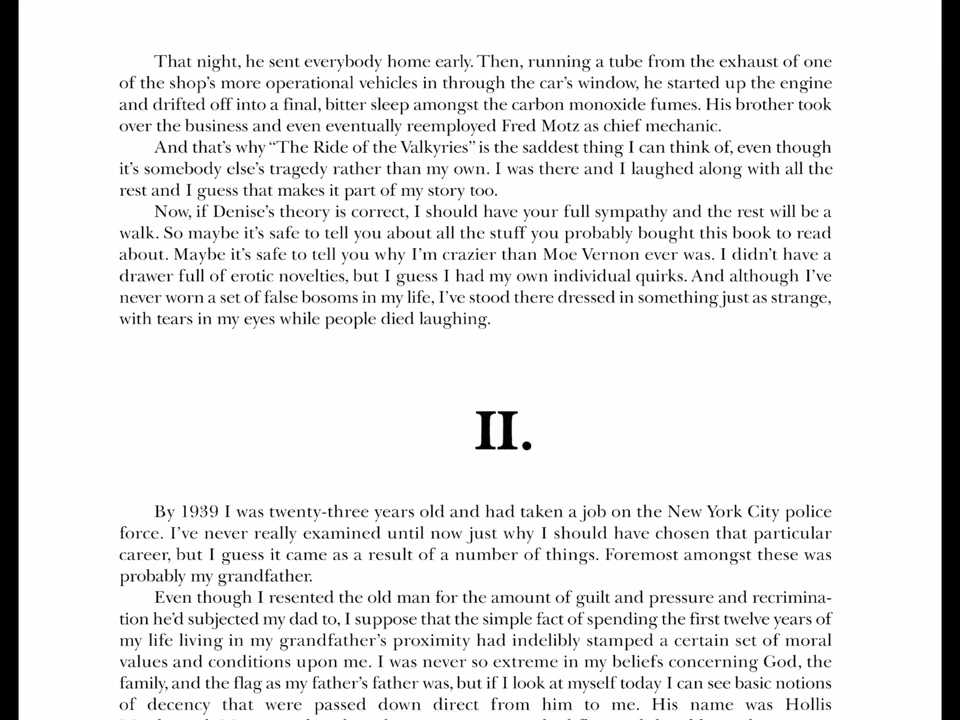 That night, he sent everybody home early. Then, running a tube from the exhaust of one
of the shop's more operational vehicles in through the car's window, he started up the engine
and drifted off into a final, bitter sleep amongst the carbon monoxide fumes. His brother took
over the business and even eventually reemployed Fred Motz as chief mechanic.
And that's why “The Ride of the Valkyries” is the saddest thing I can think of, even though
it's somebody else's tragedy rather than my own. I was there and I laughed along with all the
rest and I guess that makes it part of my story too.
Now, if Denise's theory is correct, I should have your full sympathy and the rest will be a
walk. So maybe it's safe to tell you about all the stuff you probably bought this book to read
about. Maybe it's safe to tell you why I'm crazier than Moe Vernon ever was. I didn't have a
drawer full of erotic novelties, but I guess I had my own individual quirks. And although I've
never worn a set of false bosoms in my life, I've stood there dressed in something just as strange,
with tears in my eyes while people died laughing.
II.
By 1939 I was twenty-three years old and had taken a job on the New York City police
force. I've never really examined until now just why I should have chosen that particular
career, but I guess it came as a result of a number of things. Foremost amongst these was
probably my grandfather.
Even though I resented the old man for the amount of guilt and pressure and recrimina-
tion he'd subjected my dad to, I suppose that the simple fact of spending the first twelve years of
my life living in my grandfather's proximity had indelibly stamped a certain set of moral
values and conditions upon me. I was never so extreme in my beliefs concerning God, the
family, and the flag as my father's father was, but if I look at myself today I can see basic notions
of decency that were passed down direct from him to me. His name was Hollis